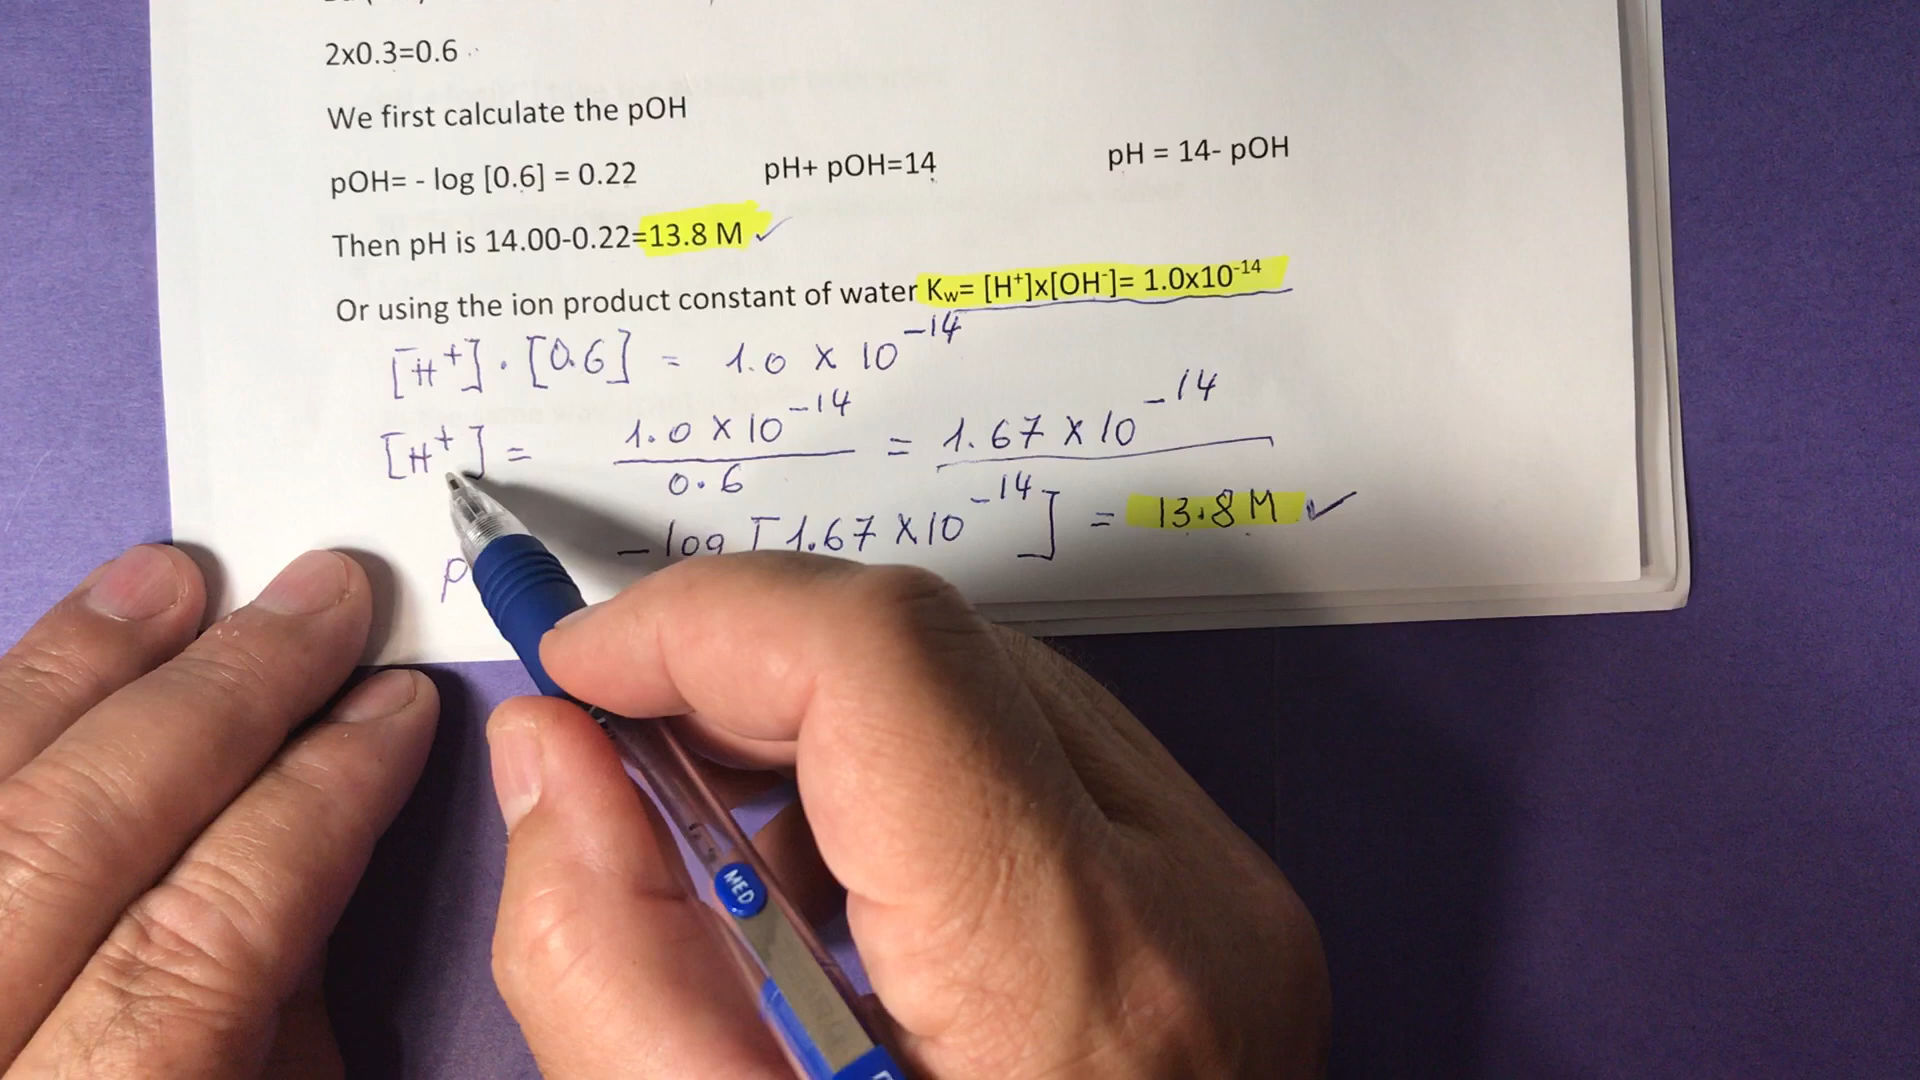 2x0.3=0.6
We first calculate the pOH
pOH= - log [0.6] = 0.22 pH+ pOH=14 pH = 14- pOH
Then pH is 14.00-0.22=13.8 M ✓
Or using the ion product constant of water Kw= [H⁺]x[OH⁻]= 1.0x10⁻¹⁴
[H⁺] · [0.6] = 1.0 x 10⁻¹⁴
[H⁺] = 1.0 x 10⁻¹⁴ / 0.6 = 1.67 x 10⁻¹⁴
p - log [1.67 x 10⁻¹⁴] = 13.8 M ✓
MED